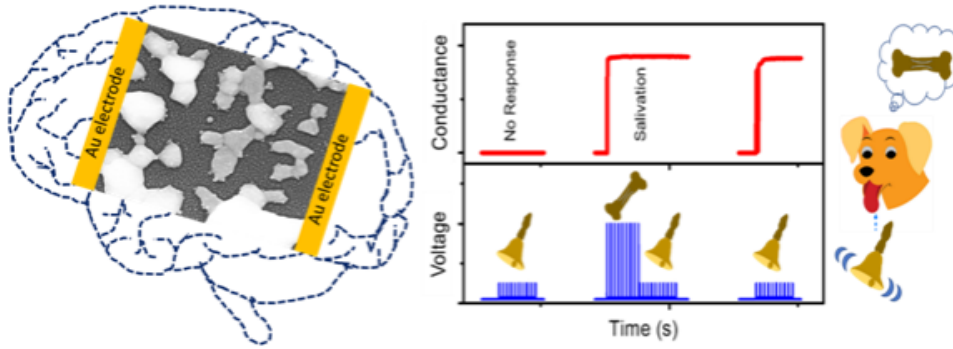 Au electrode
Au electrode
Conductance
No Response
Salivation
Voltage
Time (s)